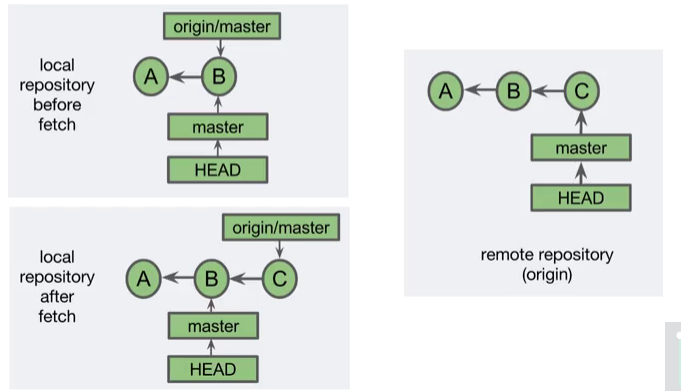 origin/master
local
repository
before
fetch
A
B
master
HEAD
origin/master
local
repository
after
fetch
A
B
C
master
HEAD
A
B
C
master
HEAD
remote repository
(origin)